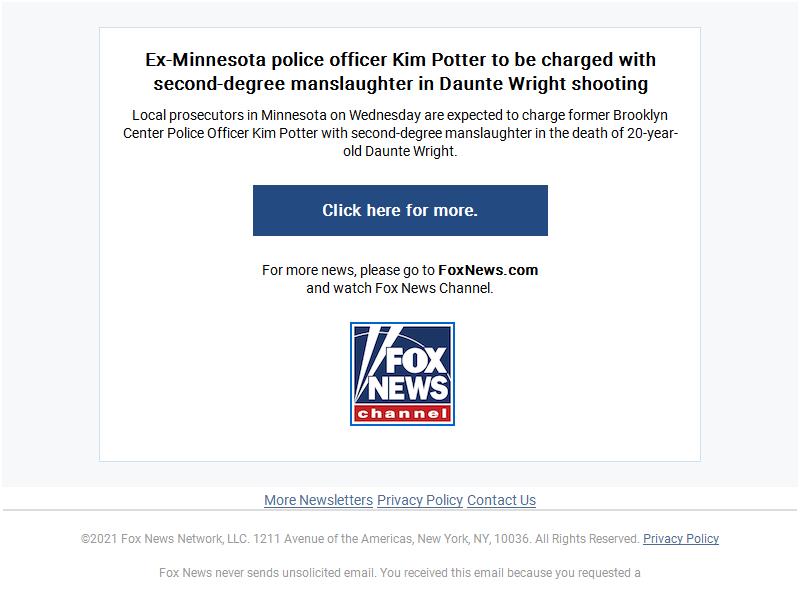 Ex-Minnesota police officer Kim Potter to be charged with
second-degree manslaughter in Daunte Wright shooting
Local prosecutors in Minnesota on Wednesday are expected to charge former Brooklyn
Center Police Officer Kim Potter with second-degree manslaughter in the death of 20-year-
old Daunte Wright.
Click here for more.
For more news, please go to FoxNews.com
and watch Fox News Channel.
FOX
NEWS
channel
More Newsletters Privacy Policy Contact Us
©2021 Fox News Network, LLC. 1211 Avenue of the Americas, New York, NY, 10036. All Rights Reserved. Privacy Policy
Fox News never sends unsolicited email. You received this email because you requested a